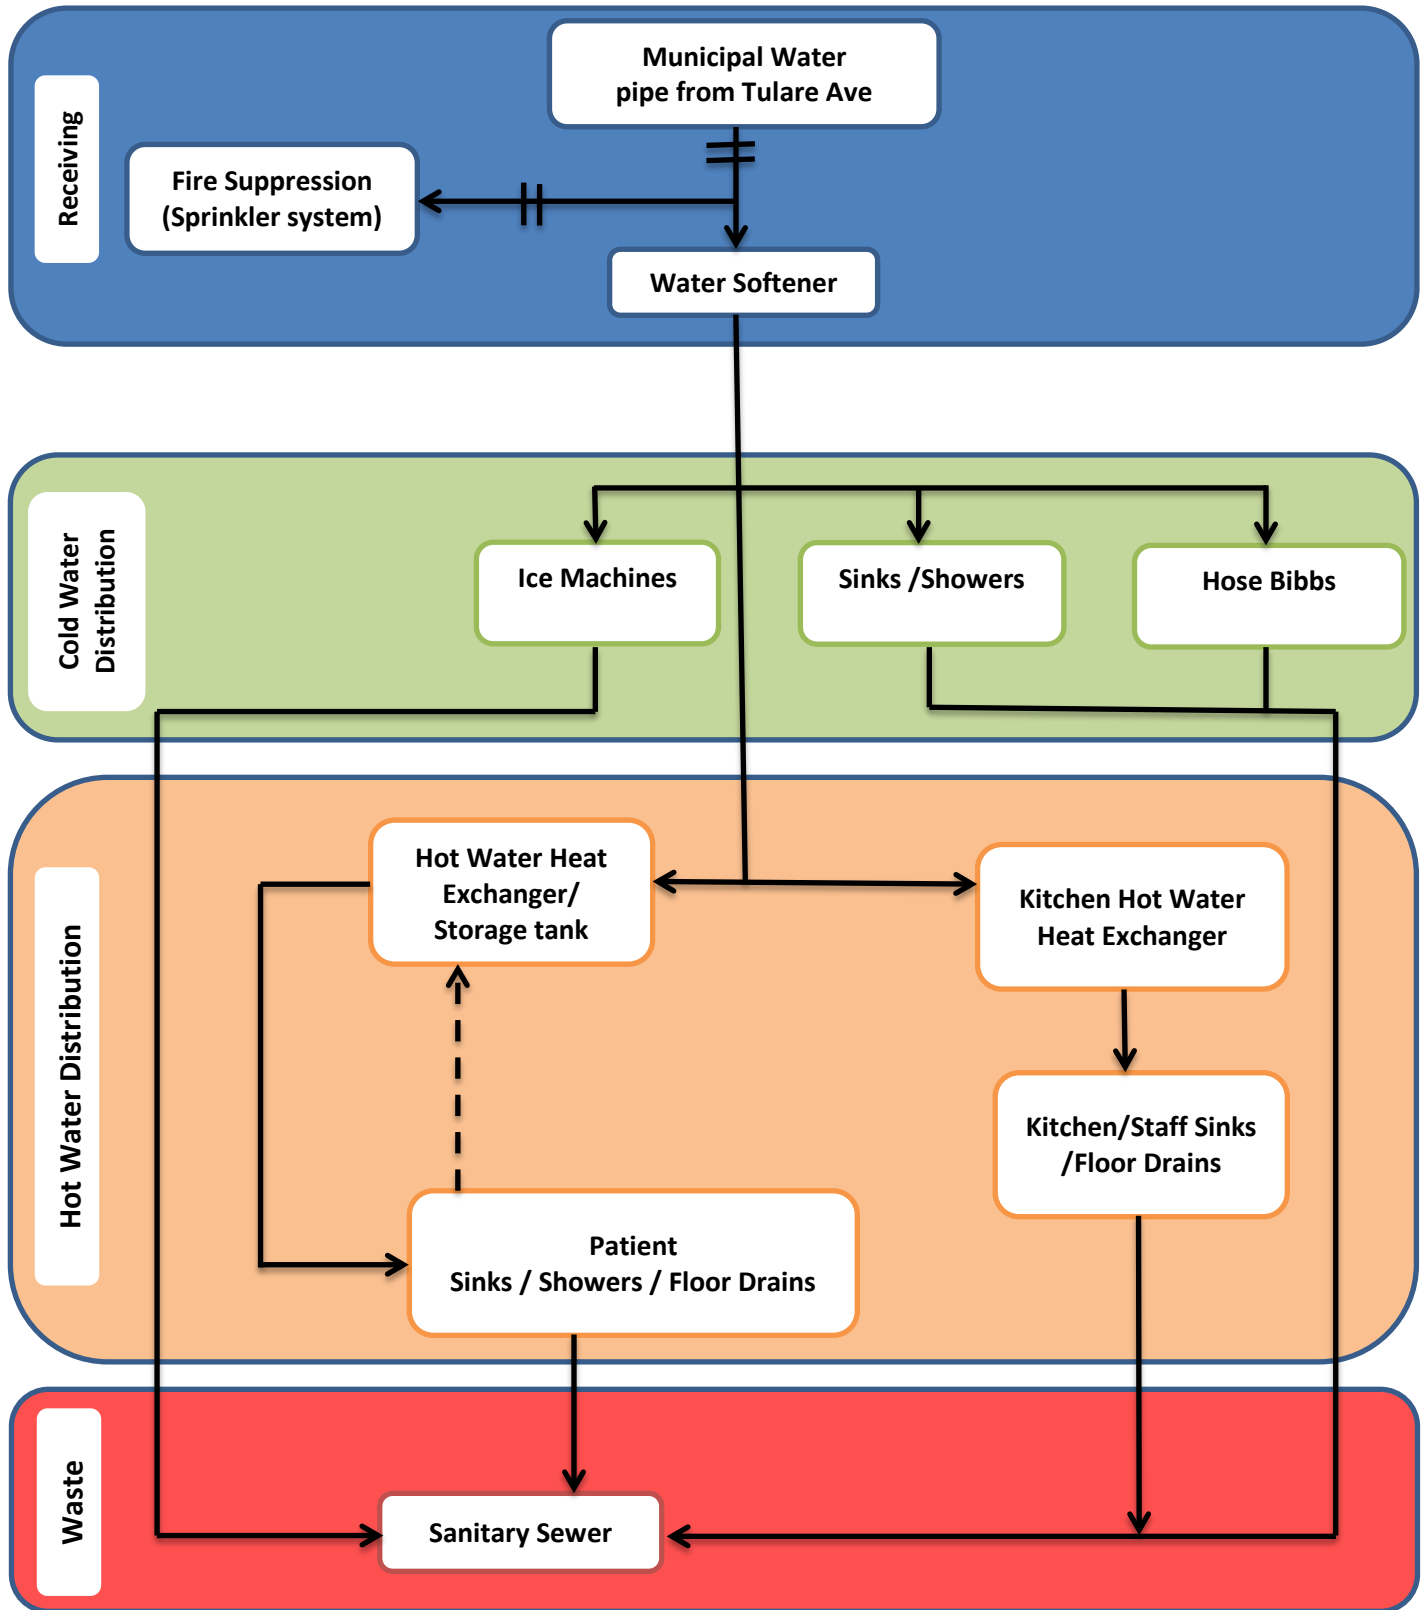 Receiving
Municipal Water
pipe from Tulare Ave
Fire Suppression
(Sprinkler system)
Water Softener
Cold Water
Distribution
Ice Machines
Sinks /Showers
Hose Bibbs
Hot Water Distribution
Hot Water Heat
Exchanger/
Storage tank
Kitchen Hot Water
Heat Exchanger
Kitchen/Staff Sinks
/Floor Drains
Patient
Sinks / Showers / Floor Drains
Waste
Sanitary Sewer